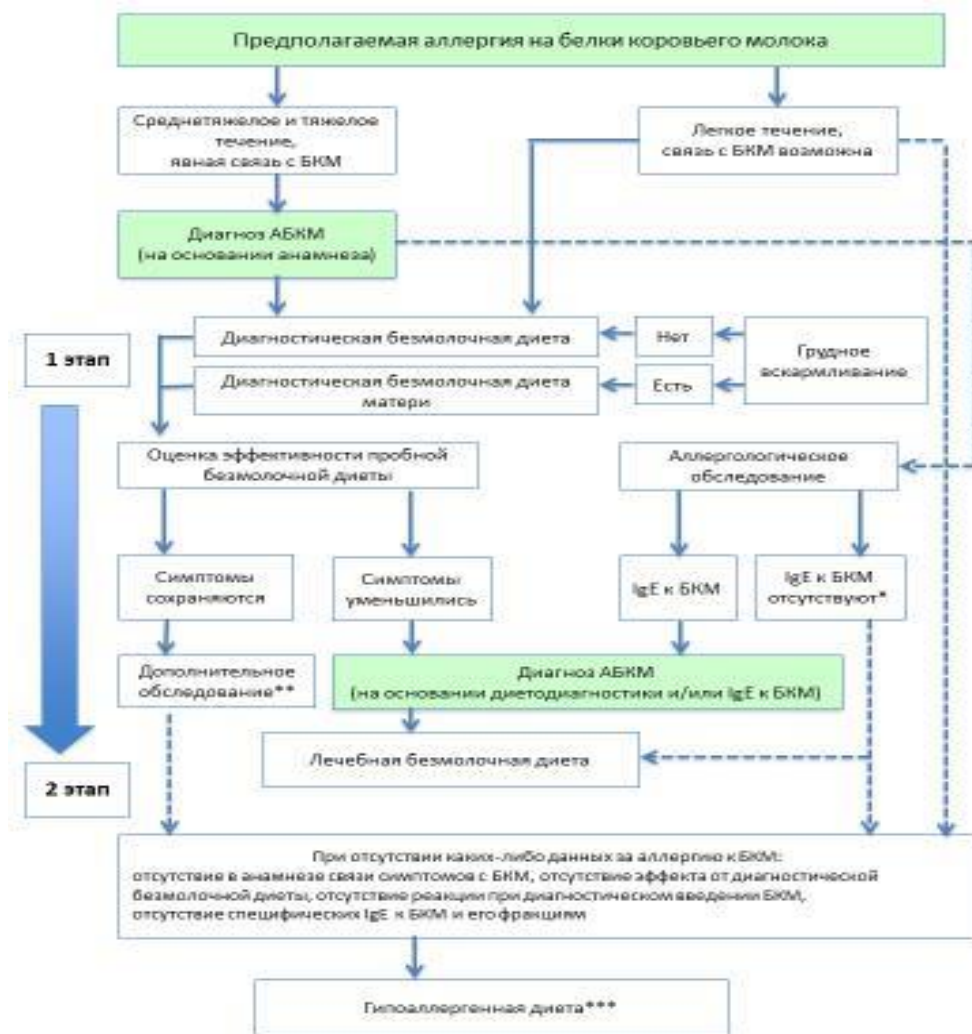 Предполагаемая аллергия на белки коровьего молока
Среднетяжелое и тяжелое
течение,
явная связь с БКМ
Легкое течение,
связь с БКМ возможна
Диагноз АБКМ
(на основании анамнеза)
1 этап
Диагностическая безмолочная диета
Нет
Грудное
вскармливание
Диагностическая безмолочная диета
матери
Есть
Оценка эффективности пробной
безмолочной диеты
Аллергологическое
обследование
Симптомы
сохраняются
Симптомы
уменьшились
IgE к БКМ
IgE к БКМ
отсутствуют*
Дополнительное
обследование**
Диагноз АБКМ
(на основании диетодиагностики и/или IgE к БКМ)
Лечебная безмолочная диета
2 этап
При отсутствии каких-либо данных за аллергию к БКМ:
отсутствие в анамнезе связи симптомов с БКМ, отсутствие эффекта от диагностической
безмолочной диеты, отсутствие реакции при диагностическом введении БКМ,
отсутствие специфических IgE к БКМ и его фракциям
Гипоаллергенная диета***